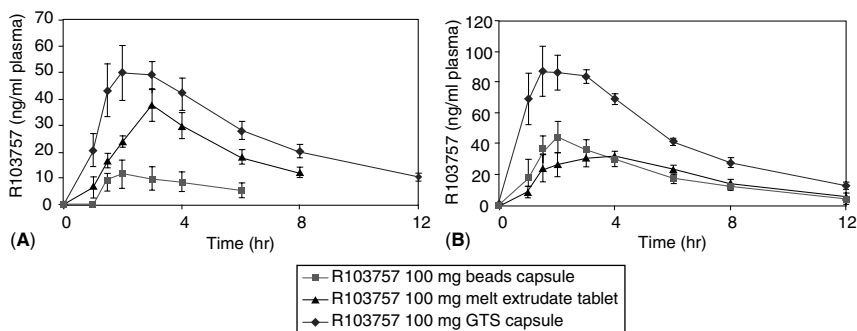 R103757 (ng/ml plasma)
70
60
50
40
30
20
10
0
0 4 8 12
Time (hr)
(A)
R103757 (ng/ml plasma)
120
100
80
60
40
20
0
0 4 8 12
Time (hr)
(B)
R103757 100 mg beads capsule
R103757 100 mg melt extrudate tablet
R103757 100 mg GTS capsule